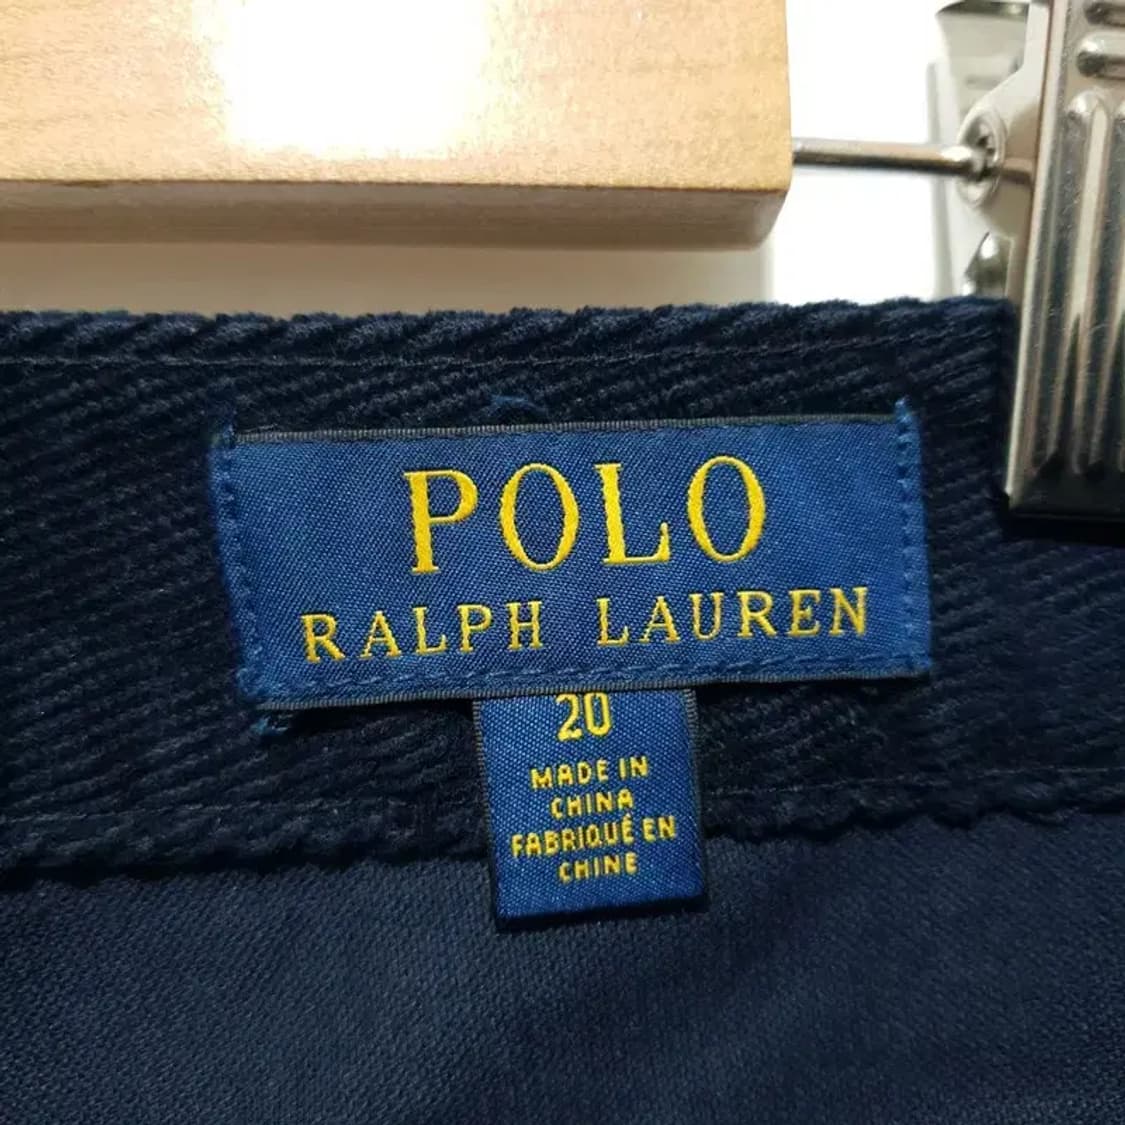 POLO
RALPH LAUREN
20
MADE IN
CHINA
FABRIQUÉ EN
CHINE